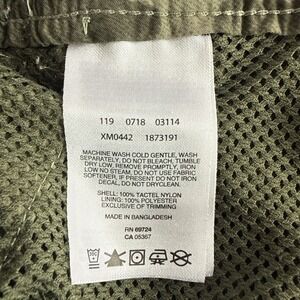 119 0718 03114
XM0442 1873191
MACHINE WASH COLD GENTLE, WASH
SEPARATELY, DO NOT BLEACH, TUMBLE
DRY LOW, REMOVE PROMPTLY, IRON
LOW NO STEAM, DO NOT USE FABRIC
SOFTENER, IF PRESENT DO NOT IRON
DECAL, DO NOT DRYCLEAN.
SHELL: 100% TACTEL NYLON
LINING: 100% POLYESTER
EXCLUSIVE OF TRIMMING
MADE IN BANGLADESH
RN 69724
CA 05367